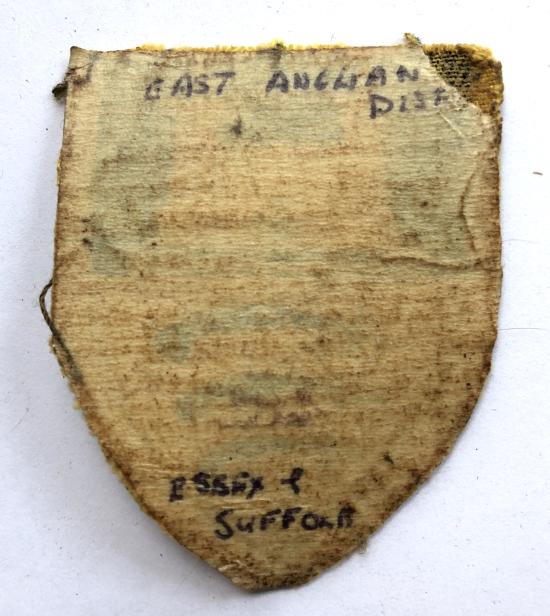 EAST ANGLIAN
DIST
ESSEX &
SUFFOLK